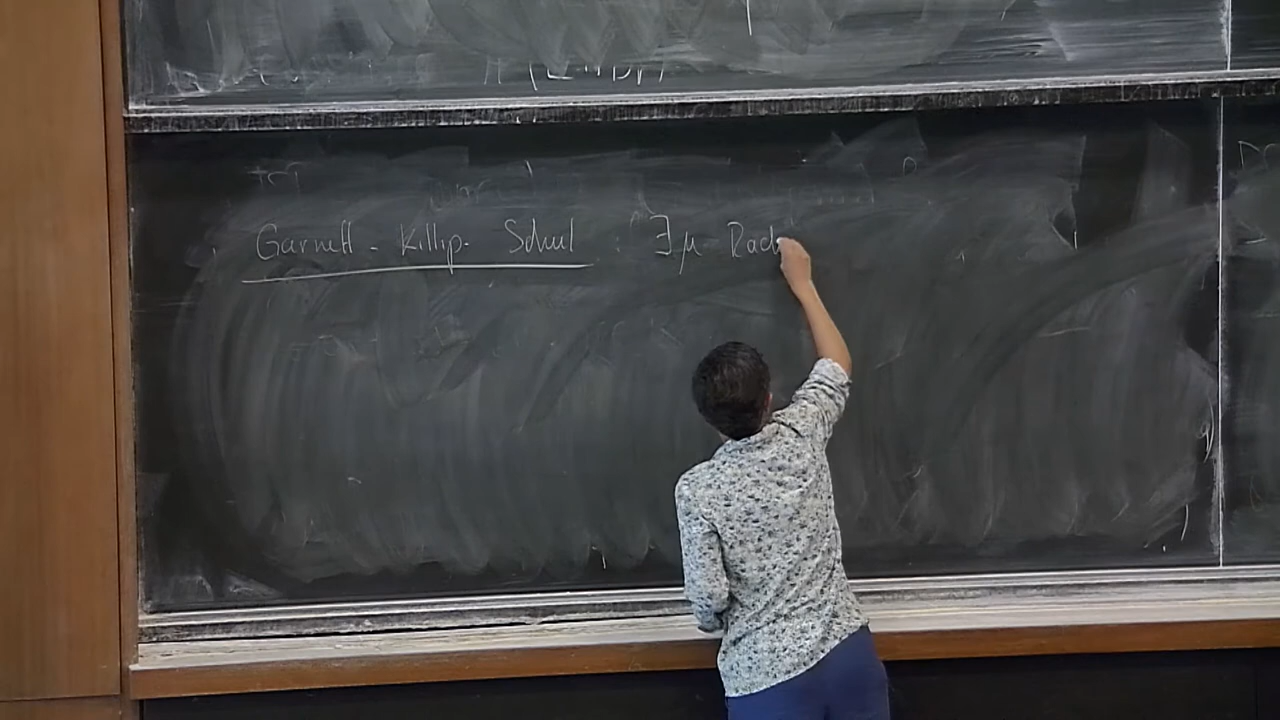 Garnett - Killip - Schul : ∃ μ Rad